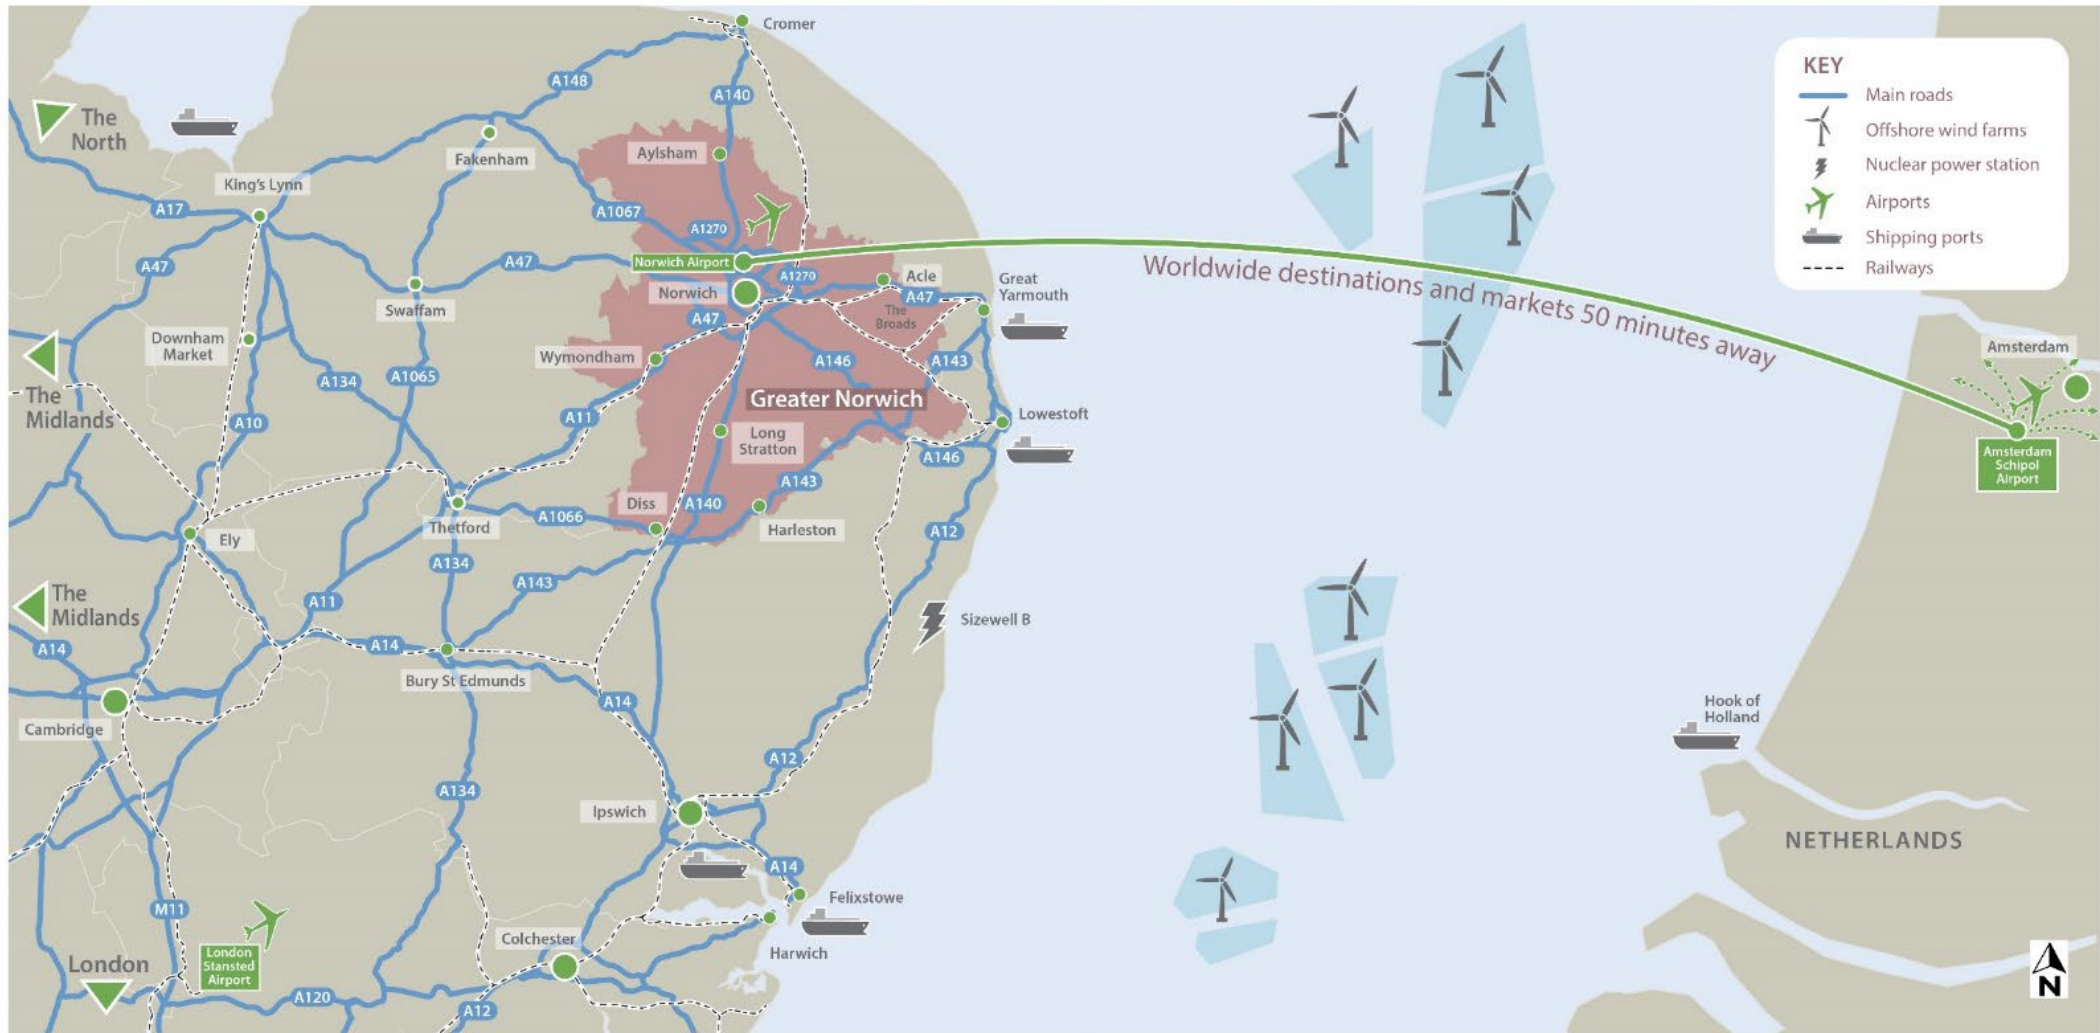 Cromer
A148
A140
The
North
Fakenham
Aylsham
King's Lynn
A17
A1067
A1270
A47
A47
Norwich Airport
A1270
Acle
Great
Yarmouth
Norwich
A47
The
Broads
A47
Swaffam
Downham
Market
Wymondham
A146
A143
The
Midlands
A134
A1065
A10
A11
Greater Norwich
Lowestoft
Long
Stratton
A146
A143
Diss
A140
Harleston
Thetford
A1066
Ely
A12
A134
A143
The
Midlands
A11
Sizewell B
A14
A14
Bury St Edmunds
A14
Cambridge
A12
A134
Ipswich
A14
Felixstowe
M11
Colchester
Harwich
London
London
Stansted
Airport
A120
A12
Worldwide destinations and markets 50 minutes away
KEY
Main roads
Offshore wind farms
Nuclear power station
Airports
Shipping ports
Railways
Amsterdam
Amsterdam
Schipol
Airport
Hook of
Holland
NETHERLANDS
N